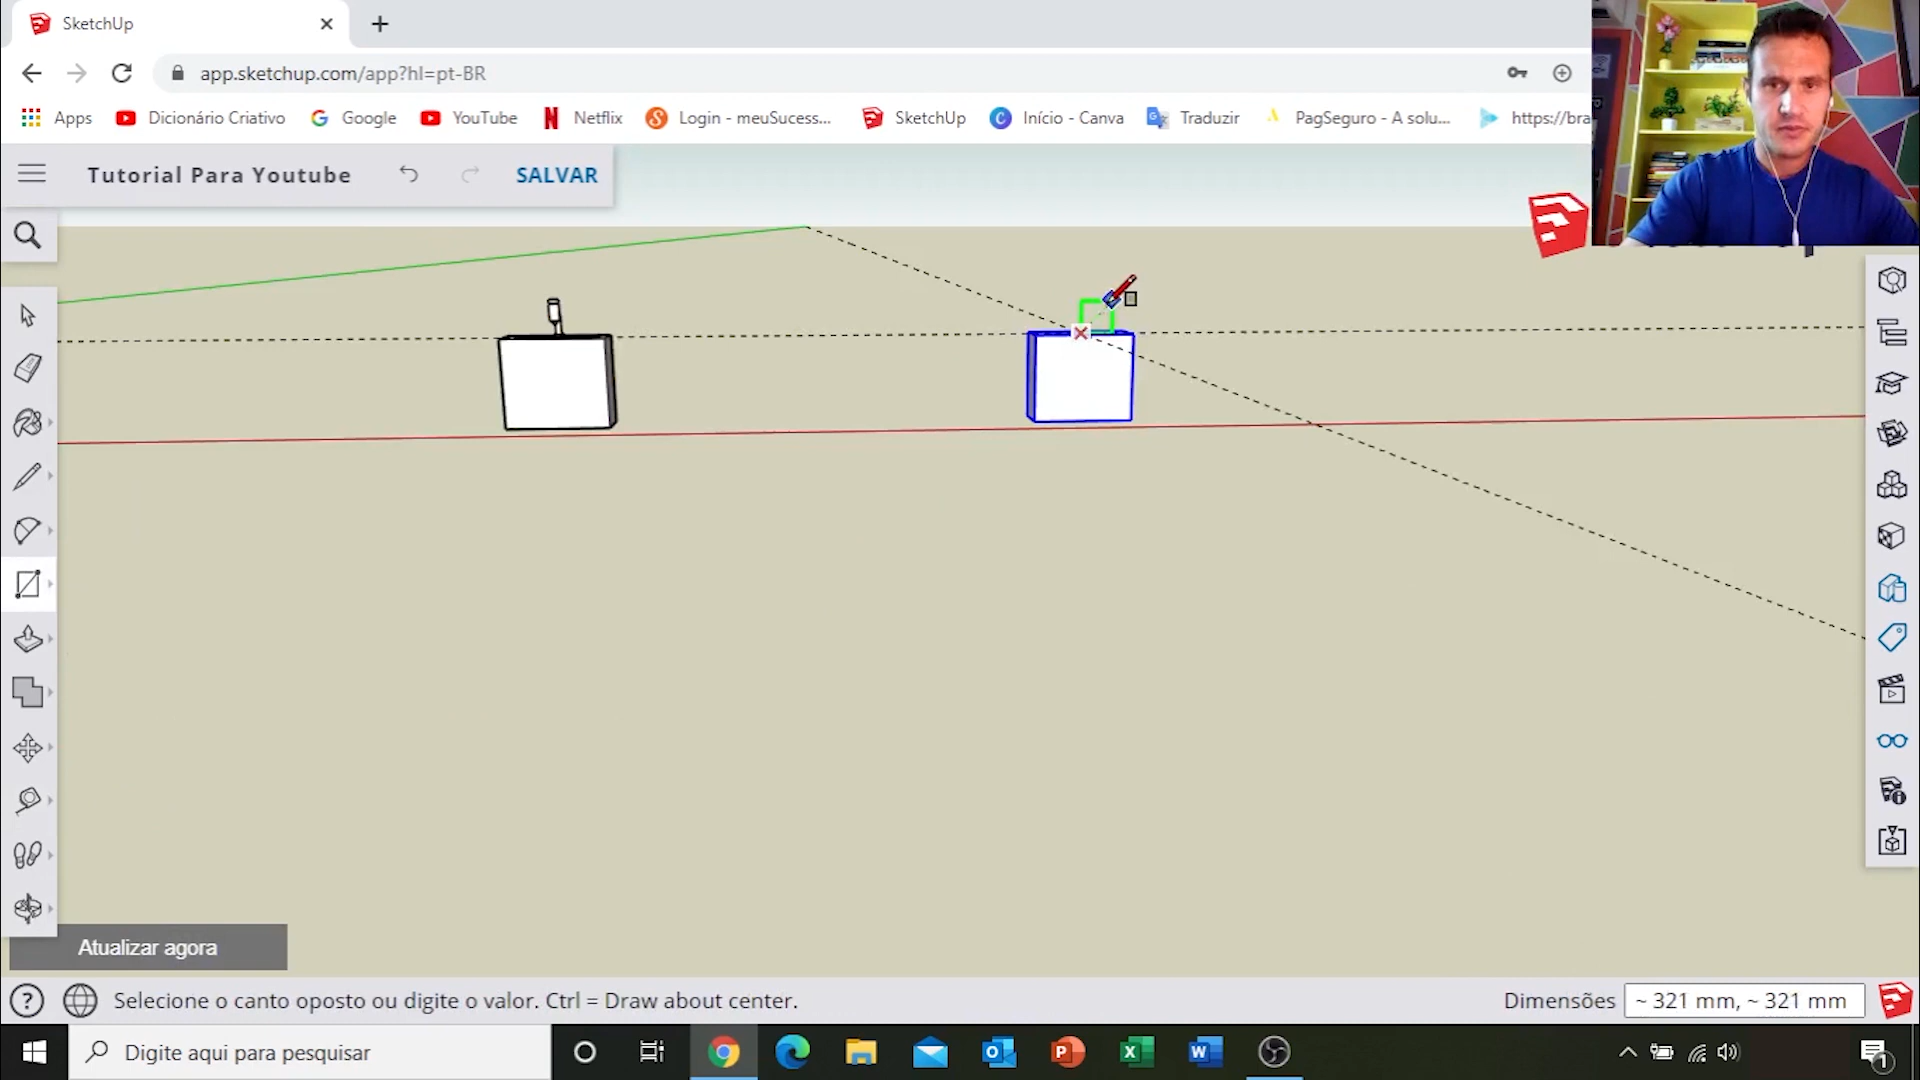 SketchUp
app.sketchup.com/app?hl=pt-BR
Apps Dicionário Criativo Google YouTube Netflix Login - meuSucess... SketchUp Início - Canva Traduzir PagSeguro - A solu... https://bra
Tutorial Para Youtube SALVAR
Atualizar agora
Selecione o canto oposto ou digite o valor. Ctrl = Draw about center. Dimensões ~ 321 mm, ~ 321 mm
Digite aqui para pesquisar
1